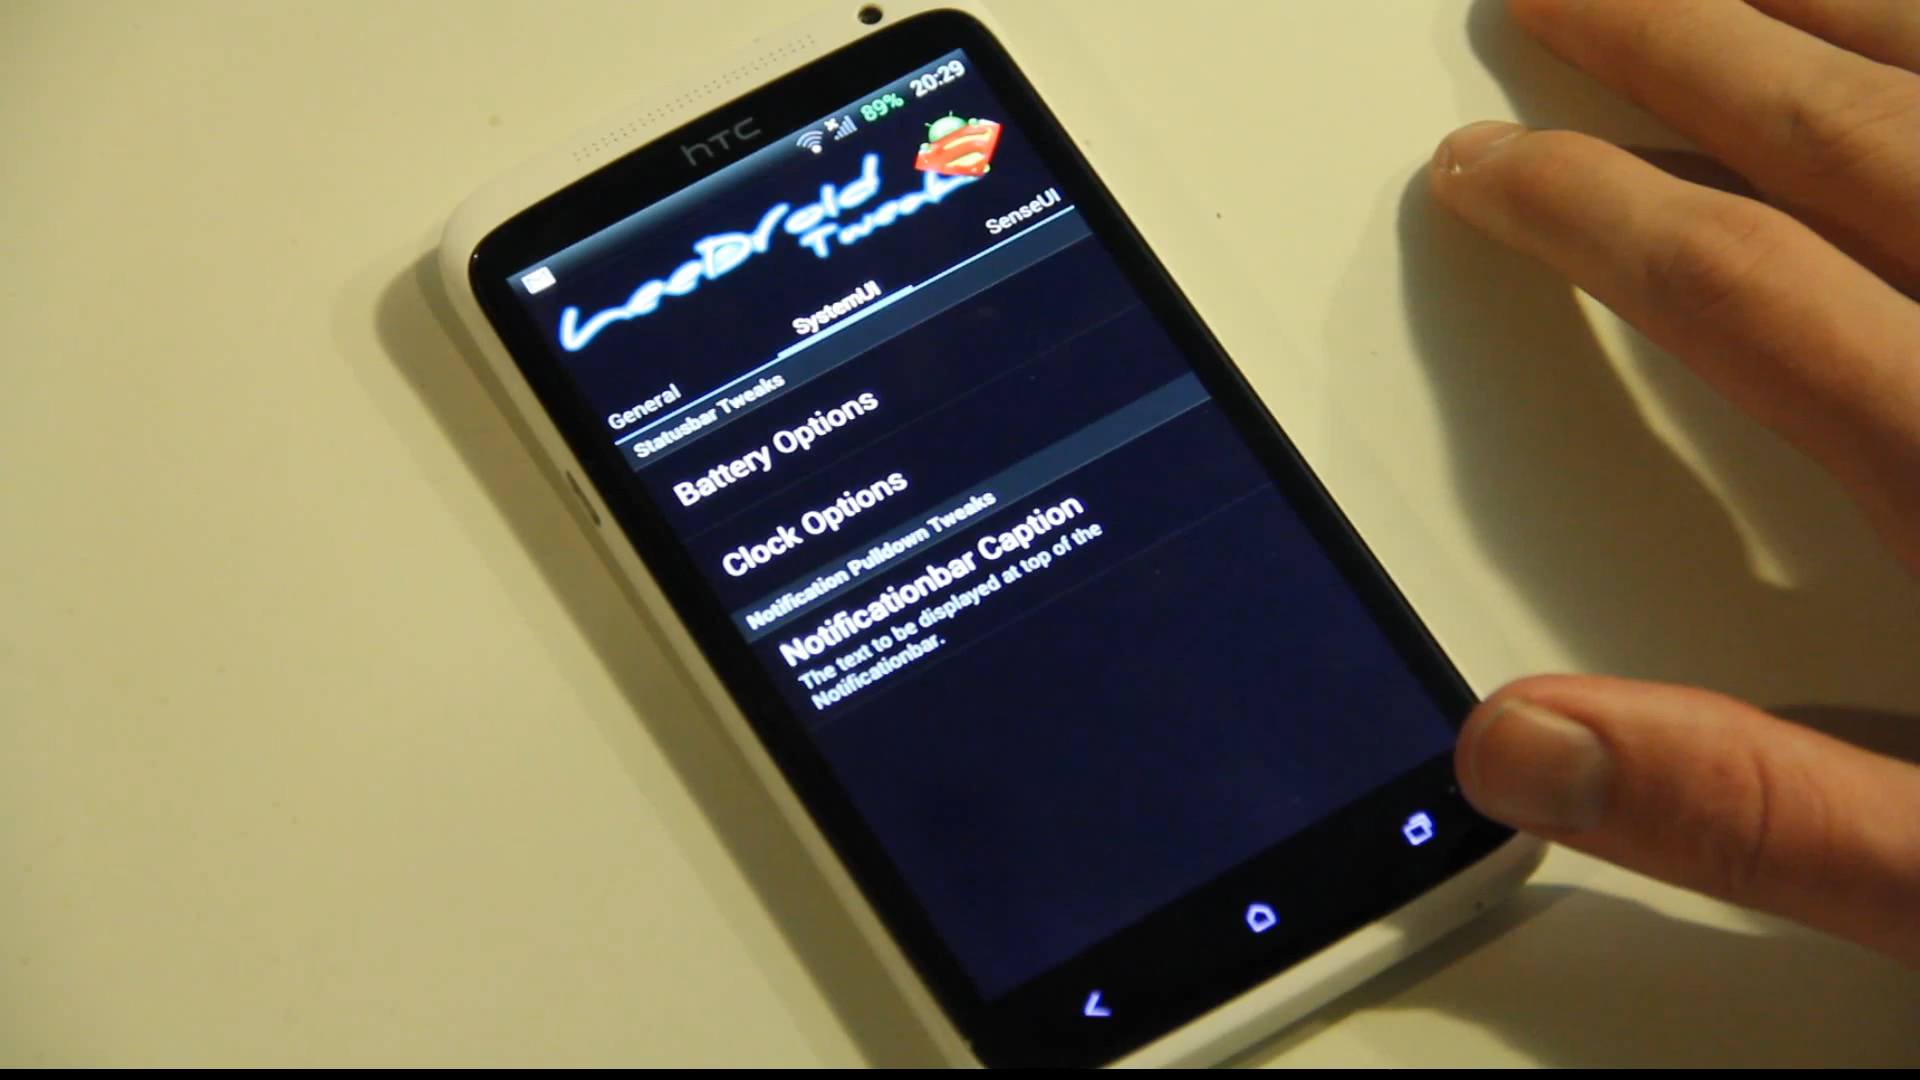 hTC
89% 20:29
LeeDrOid
Tweaks
General SystemUI SenseUI
Statusbar Tweaks
Battery Options
Clock Options
Notification Pulldown Tweaks
Notificationbar Caption
The text to be displayed at top of the
Notificationbar.